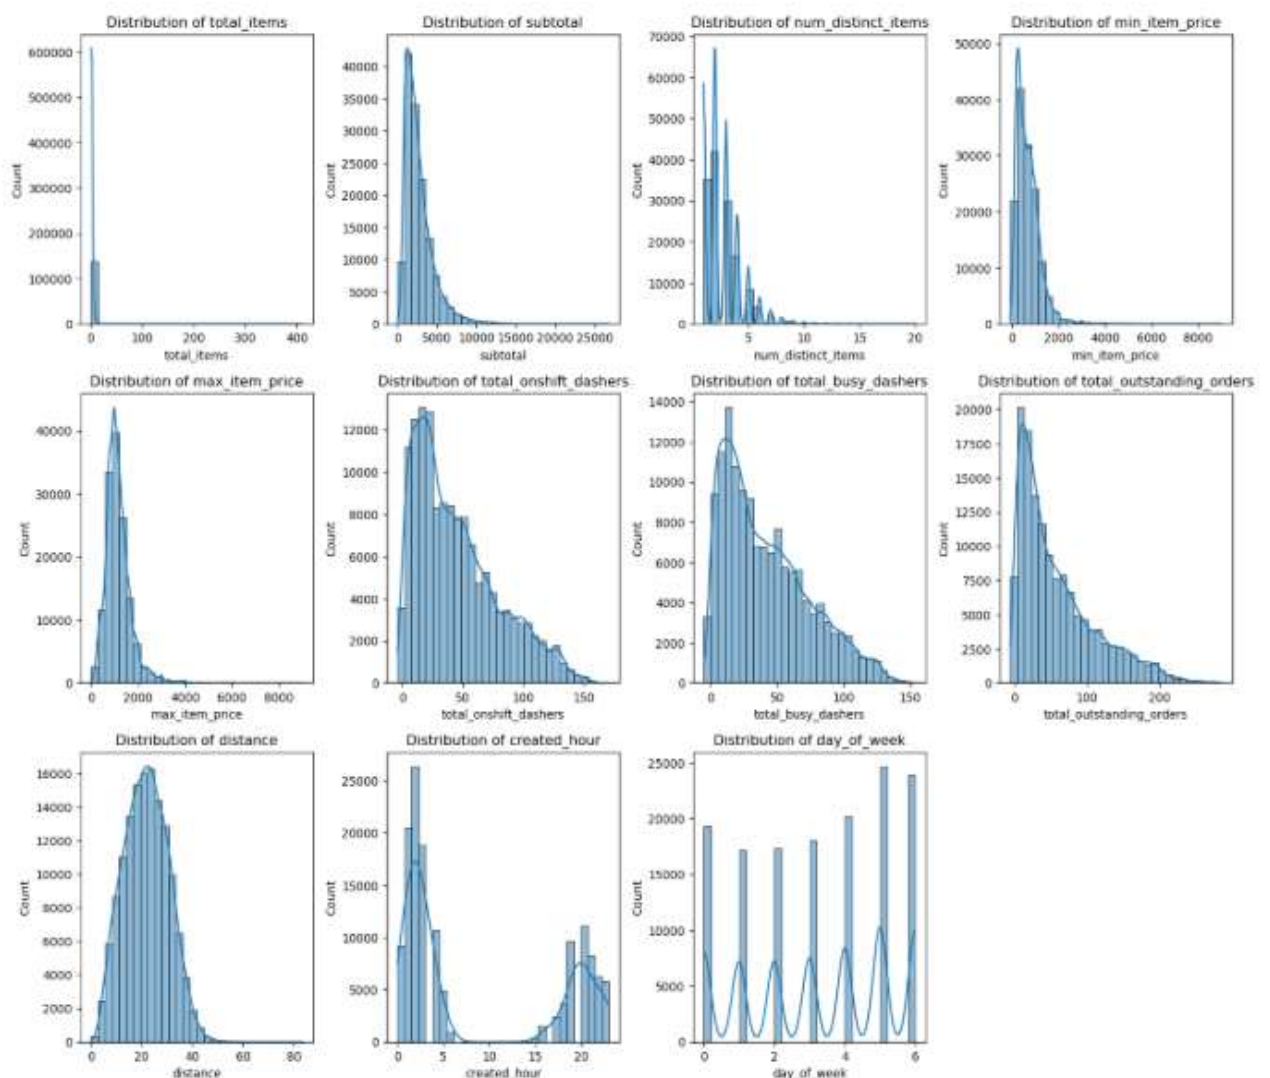 Distribution of total_items
600000
500000
400000
300000
200000
100000
0
Count
0 100 200 300 400
total_items
Distribution of subtotal
40000
35000
30000
25000
20000
15000
10000
5000
0
Count
0 5000 10000 15000 20000 25000
subtotal
Distribution of num_distinct_items
70000
60000
50000
40000
30000
20000
10000
0
Count
5 10 15 20
num_distinct_items
Distribution of min_item_price
50000
40000
30000
20000
10000
0
Count
0 2000 4000 6000 8000
min_item_price
Distribution of max_item_price
40000
30000
20000
10000
0
Count
0 2000 4000 6000 8000
max_item_price
Distribution of total_onshift_dashers
12000
10000
8000
6000
4000
2000
0
Count
0 50 100 150
total_onshift_dashers
Distribution of total_busy_dashers
14000
12000
10000
8000
6000
4000
2000
0
Count
0 50 100 150
total_busy_dashers
Distribution of total_outstanding_orders
20000
17500
15000
12500
10000
7500
5000
2500
0
Count
0 100 200
total_outstanding_orders
Distribution of distance
16000
14000
12000
10000
8000
6000
4000
2000
0
Count
0 20 40 60 80
distance
Distribution of created_hour
25000
20000
15000
10000
5000
0
Count
0 5 10 15 20
created_hour
Distribution of day_of_week
25000
20000
15000
10000
5000
0
Count
0 2 4 6
day_of_week